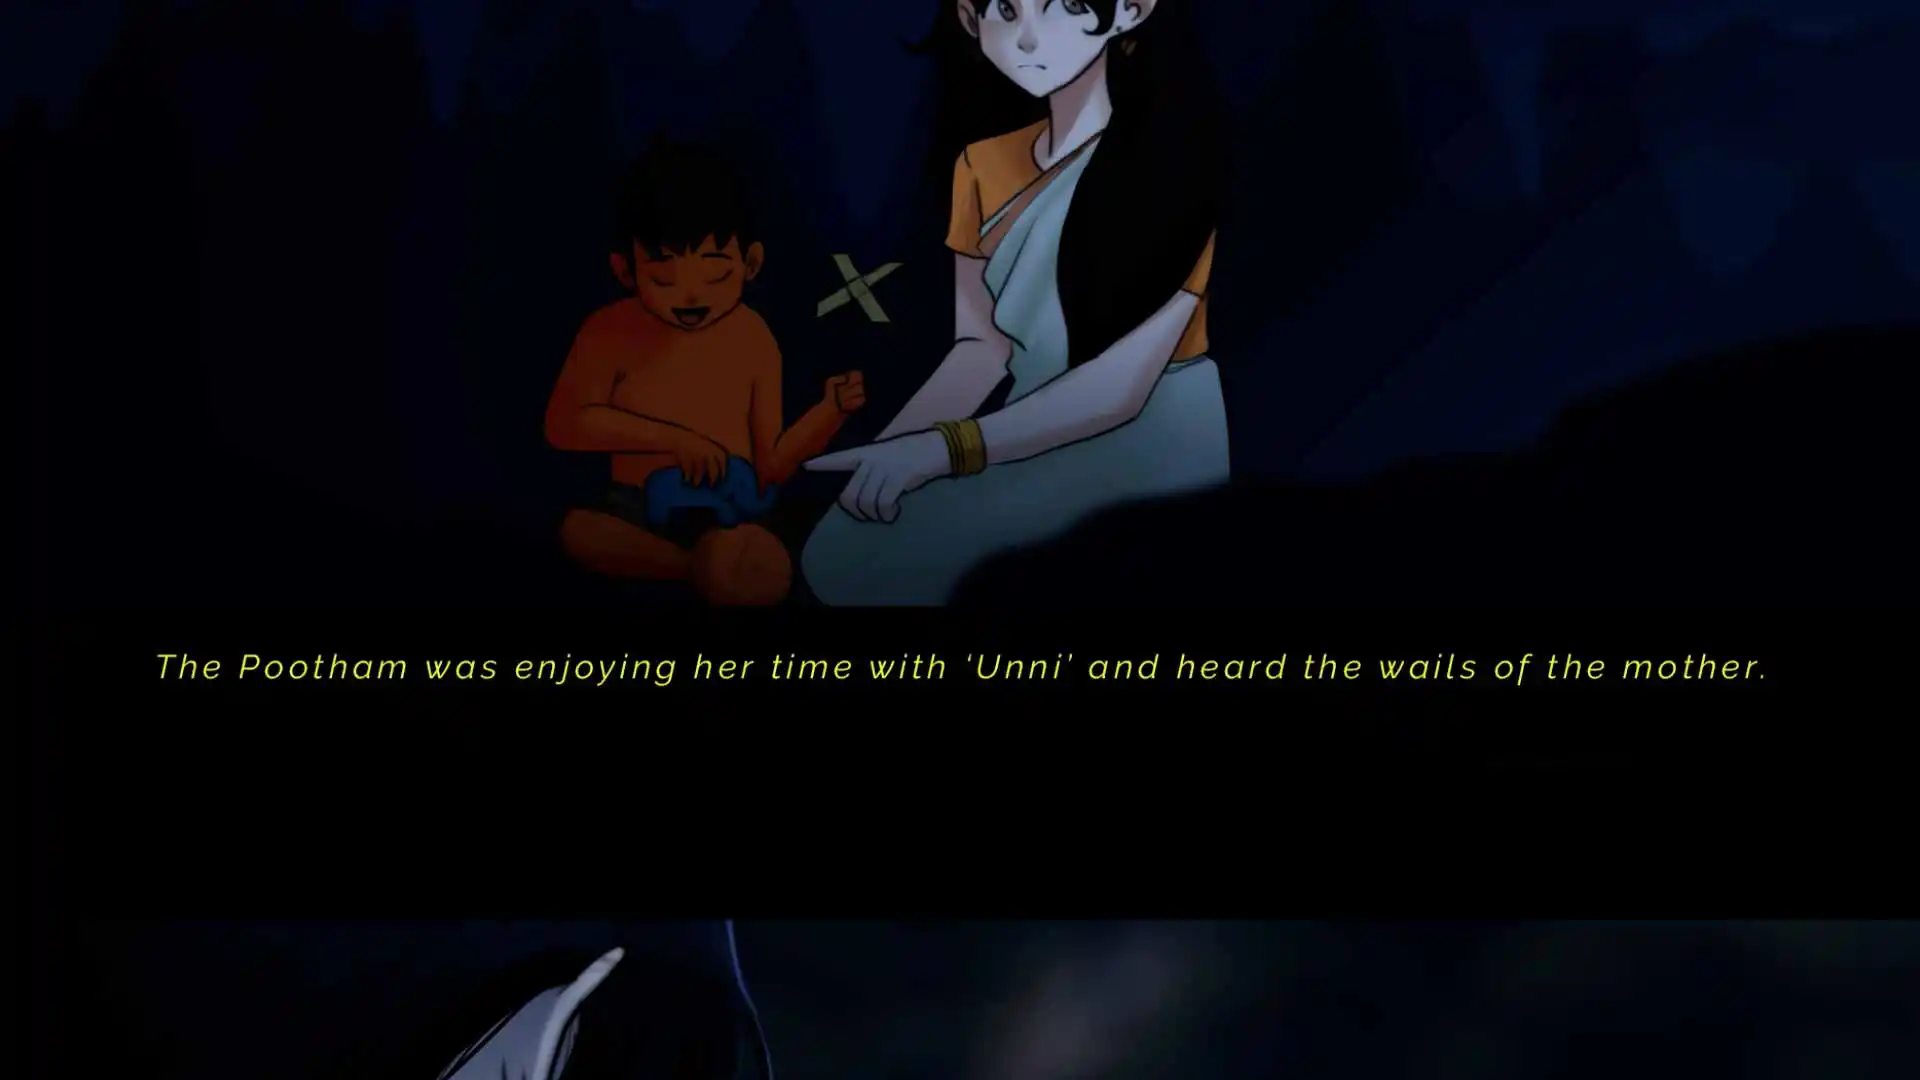 The Pootham was enjoying her time with ‘Unni’ and heard the wails of the mother.